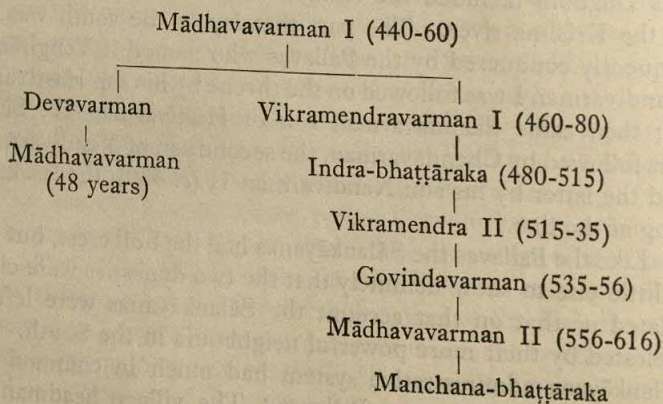 Mādhavavarman I (440-60)
Devavarman
Vikramendravarman I (460-80)
Mādhavavarman
(48 years)
Indra-bhaṭṭāraka (480-515)
Vikramendra II (515-35)
Govindavarman (535-56)
Mādhavavarman II (556-616)
Manchana-bhaṭṭāraka